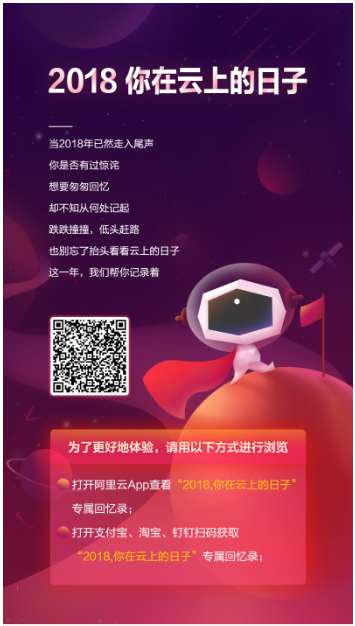 2018 你在云上的日子
当2018年已然走入尾声
你是否有过惊诧
想要匆匆回忆
却不知从何处记起
跌跌撞撞，低头赶路
也别忘了抬头看看云上的日子
这一年，我们帮你记录着
为了更好地体验，请用以下方式进行浏览
打开阿里云App查看“2018,你在云上的日子”
专属回忆录；
打开支付宝、淘宝、钉钉扫码获取
“2018,你在云上的日子”专属回忆录；